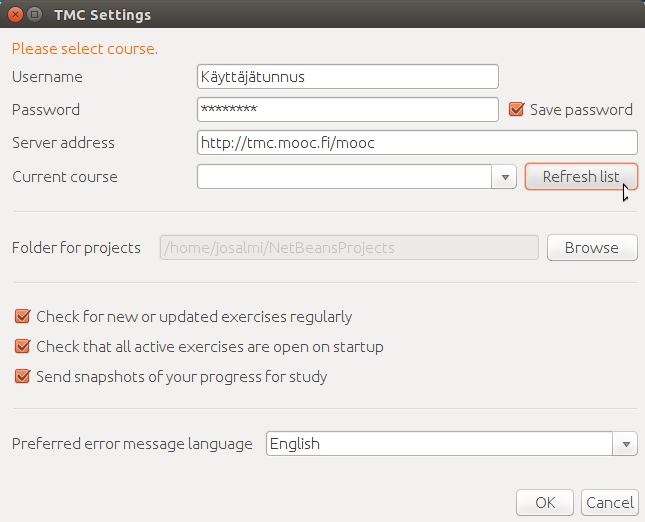 TMC Settings
Please select course.
Username Käyttäjätunnus
Password ******** Save password
Server address http://tmc.mooc.fi/mooc
Current course Refresh list
Folder for projects /home/josalmi/NetBeansProjects Browse
Check for new or updated exercises regularly
Check that all active exercises are open on startup
Send snapshots of your progress for study
Preferred error message language English
OK Cancel